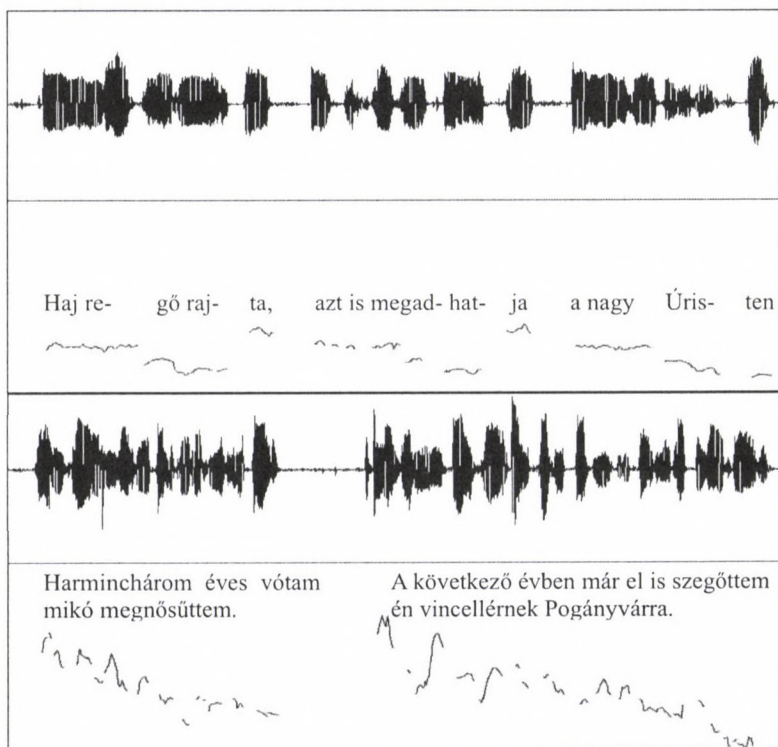 Haj re- gő raj- ta, azt is megad- hat- ja a nagy Úris- ten
Harminchárom éves vótam
mikó megnősűttem.
A következő évben már el is szegőttem
én vincellérnek Pogányvárra.